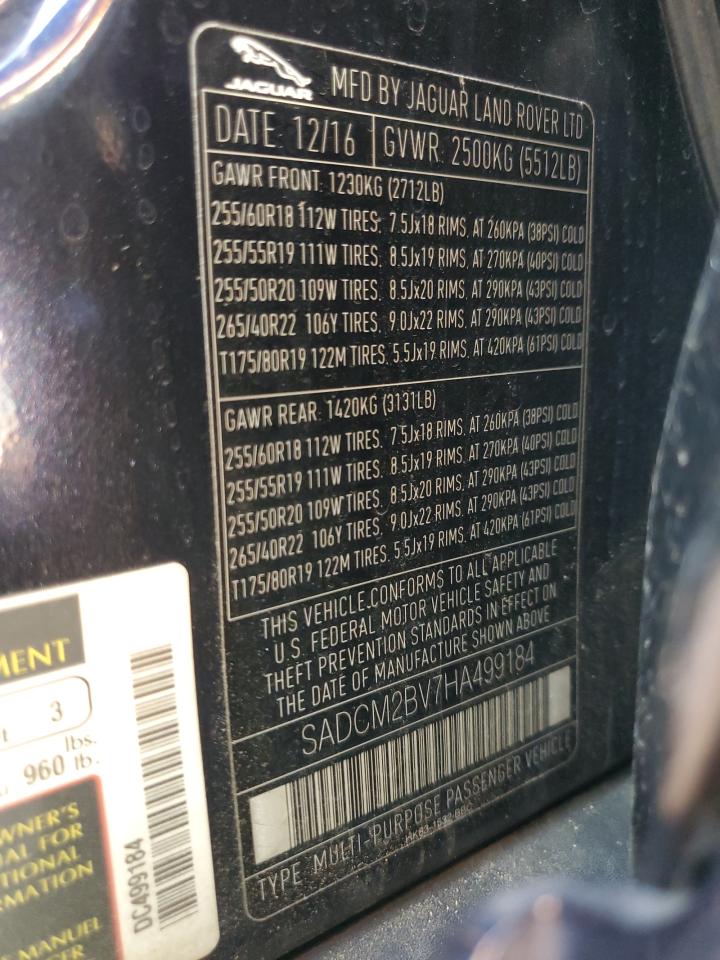 JAGUAR
MFD BY JAGUAR LAND ROVER LTD
DATE: 12/16 GVWR: 2500KG (5512LB)
GAWR FRONT: 1230KG (2712LB)
255/60R18 112W TIRES, 7.5Jx18 RIMS, AT 260KPA (38PSI) COLD
255/55R19 111W TIRES, 8.5Jx19 RIMS, AT 270KPA (40PSI) COLD
255/50R20 109W TIRES, 8.5Jx20 RIMS, AT 290KPA (43PSI) COLD
265/40R22 106Y TIRES, 9.0Jx22 RIMS, AT 290KPA (43PSI) COLD
T175/80R19 122M TIRES, 5.5Jx19 RIMS, AT 420KPA (61PSI) COLD
GAWR REAR: 1420KG (3131LB)
255/60R18 112W TIRES, 7.5Jx18 RIMS, AT 260KPA (38PSI) COLD
255/55R19 111W TIRES, 8.5Jx19 RIMS, AT 270KPA (40PSI) COLD
255/50R20 109W TIRES, 8.5Jx20 RIMS, AT 290KPA (43PSI) COLD
265/40R22 106Y TIRES, 9.0Jx22 RIMS, AT 290KPA (43PSI) COLD
T175/80R19 122M TIRES, 5.5Jx19 RIMS, AT 420KPA (61PSI) COLD
THIS VEHICLE CONFORMS TO ALL APPLICABLE
U.S. FEDERAL MOTOR VEHICLE SAFETY AND
THEFT PREVENTION STANDARDS IN EFFECT ON
THE DATE OF MANUFACTURE SHOWN ABOVE
SADCM2BV7HA499184
TYPE MULTI-PURPOSE PASSENGER VEHICLE
MENT
3
lbs.
960 lb.
WNER'S
AL FOR
TIONAL
RMATION
MANUEL
CER
DC499184